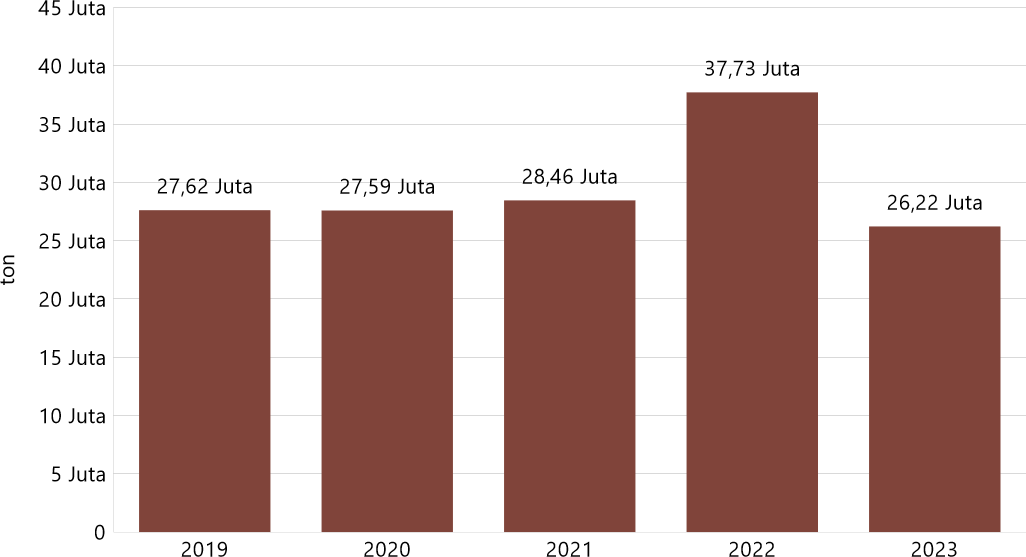 45 Juta
40 Juta
35 Juta
30 Juta
25 Juta
20 Juta
15 Juta
10 Juta
5 Juta
0
ton
27,62 Juta
27,59 Juta
28,46 Juta
37,73 Juta
26,22 Juta
2019
2020
2021
2022
2023